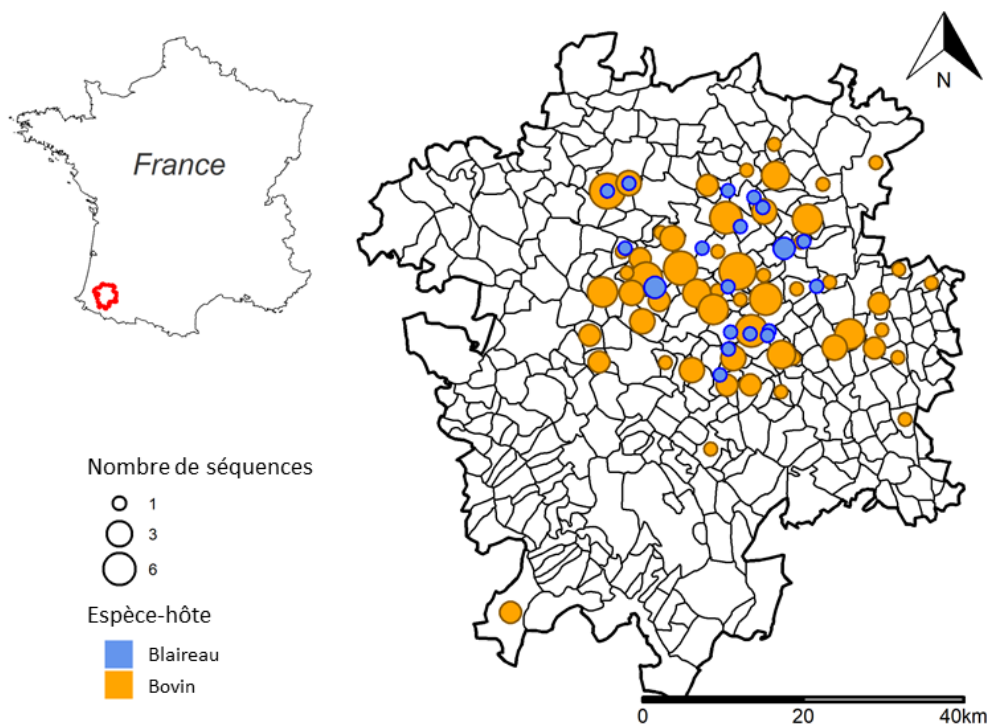 N
France
Nombre de séquences
1
3
6
Espèce-hôte
Blaireau
Bovin
0 20 40km